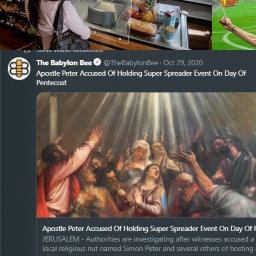 The Babylon Bee @TheBabylonBee · Oct 29, 2020
Apostle Peter Accused Of Holding Super Spreader Event On Day Of
Pentecost
Apostle Peter Accused Of Holding Super Spreader Event On Day Of
JERUSALEM - Authorities are investigating after witnesses accused a
local religious nut named Simon Peter and several others of hosting